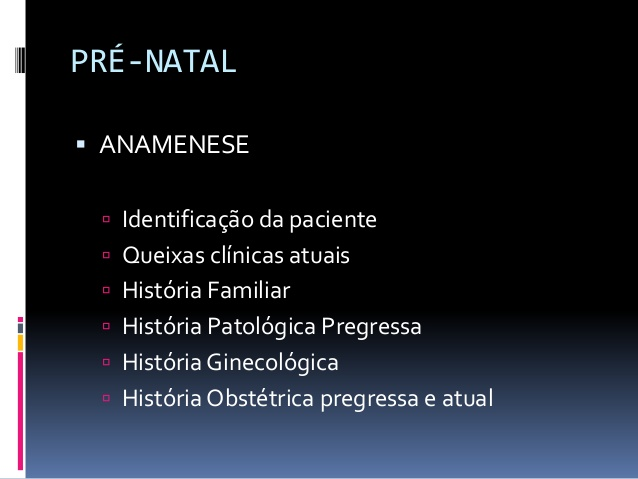 PRÉ-NATAL
ANAMENESE
Identificação da paciente
Queixas clínicas atuais
História Familiar
História Patológica Pregressa
História Ginecológica
História Obstétrica pregressa e atual